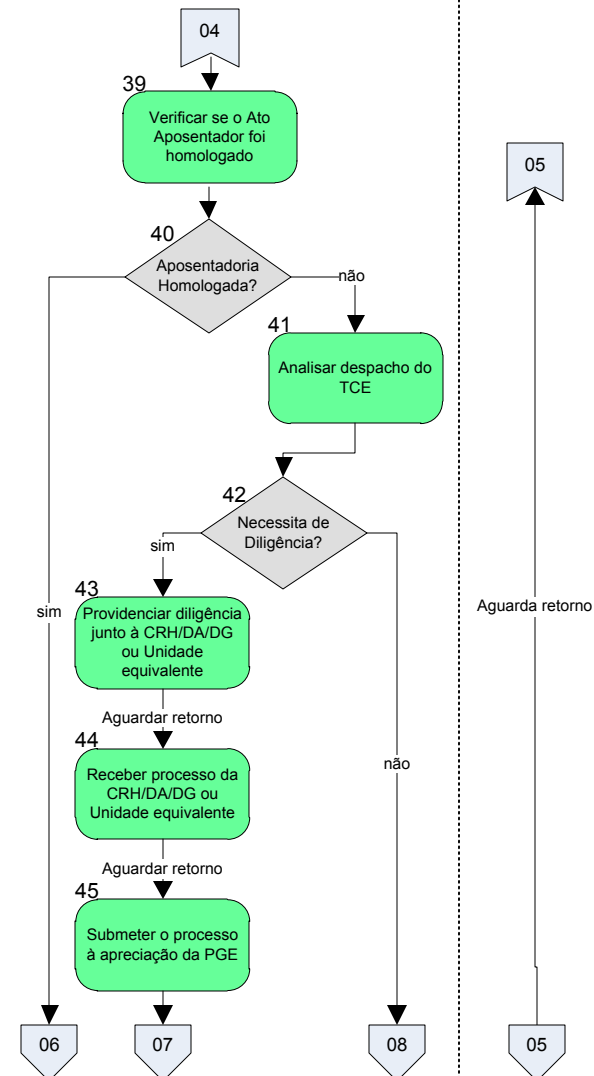 04
39
Verificar se o Ato
Aposentador foi
homologado
05
40
Aposentadoria
Homologada?
não
41
Analisar despacho do
TCE
42
Necessita de
Diligência?
sim
43
Providenciar diligência
junto à CRH/DA/DG
ou Unidade
equivalente
sim
Aguarda retorno
Aguardar retorno
44
Receber processo da
CRH/DA/DG ou
Unidade equivalente
não
Aguardar retorno
45
Submeter o processo
à apreciação da PGE
06
07
08
05